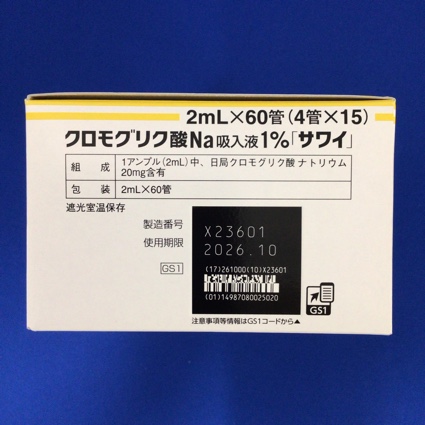 2mL×60管(4管×15)
クロモグリク酸Na吸入液1%「サワイ」
組成 1アンプル(2mL)中、日局クロモグリク酸ナトリウム
20mg含有
包装 2mL×60管
遮光室温保存
製造番号 X23601
使用期限 2026.10
GS1 (17)261000(10)X23601
(01)14987080025020
GS1
注意事項等情報はGS1コードから▲